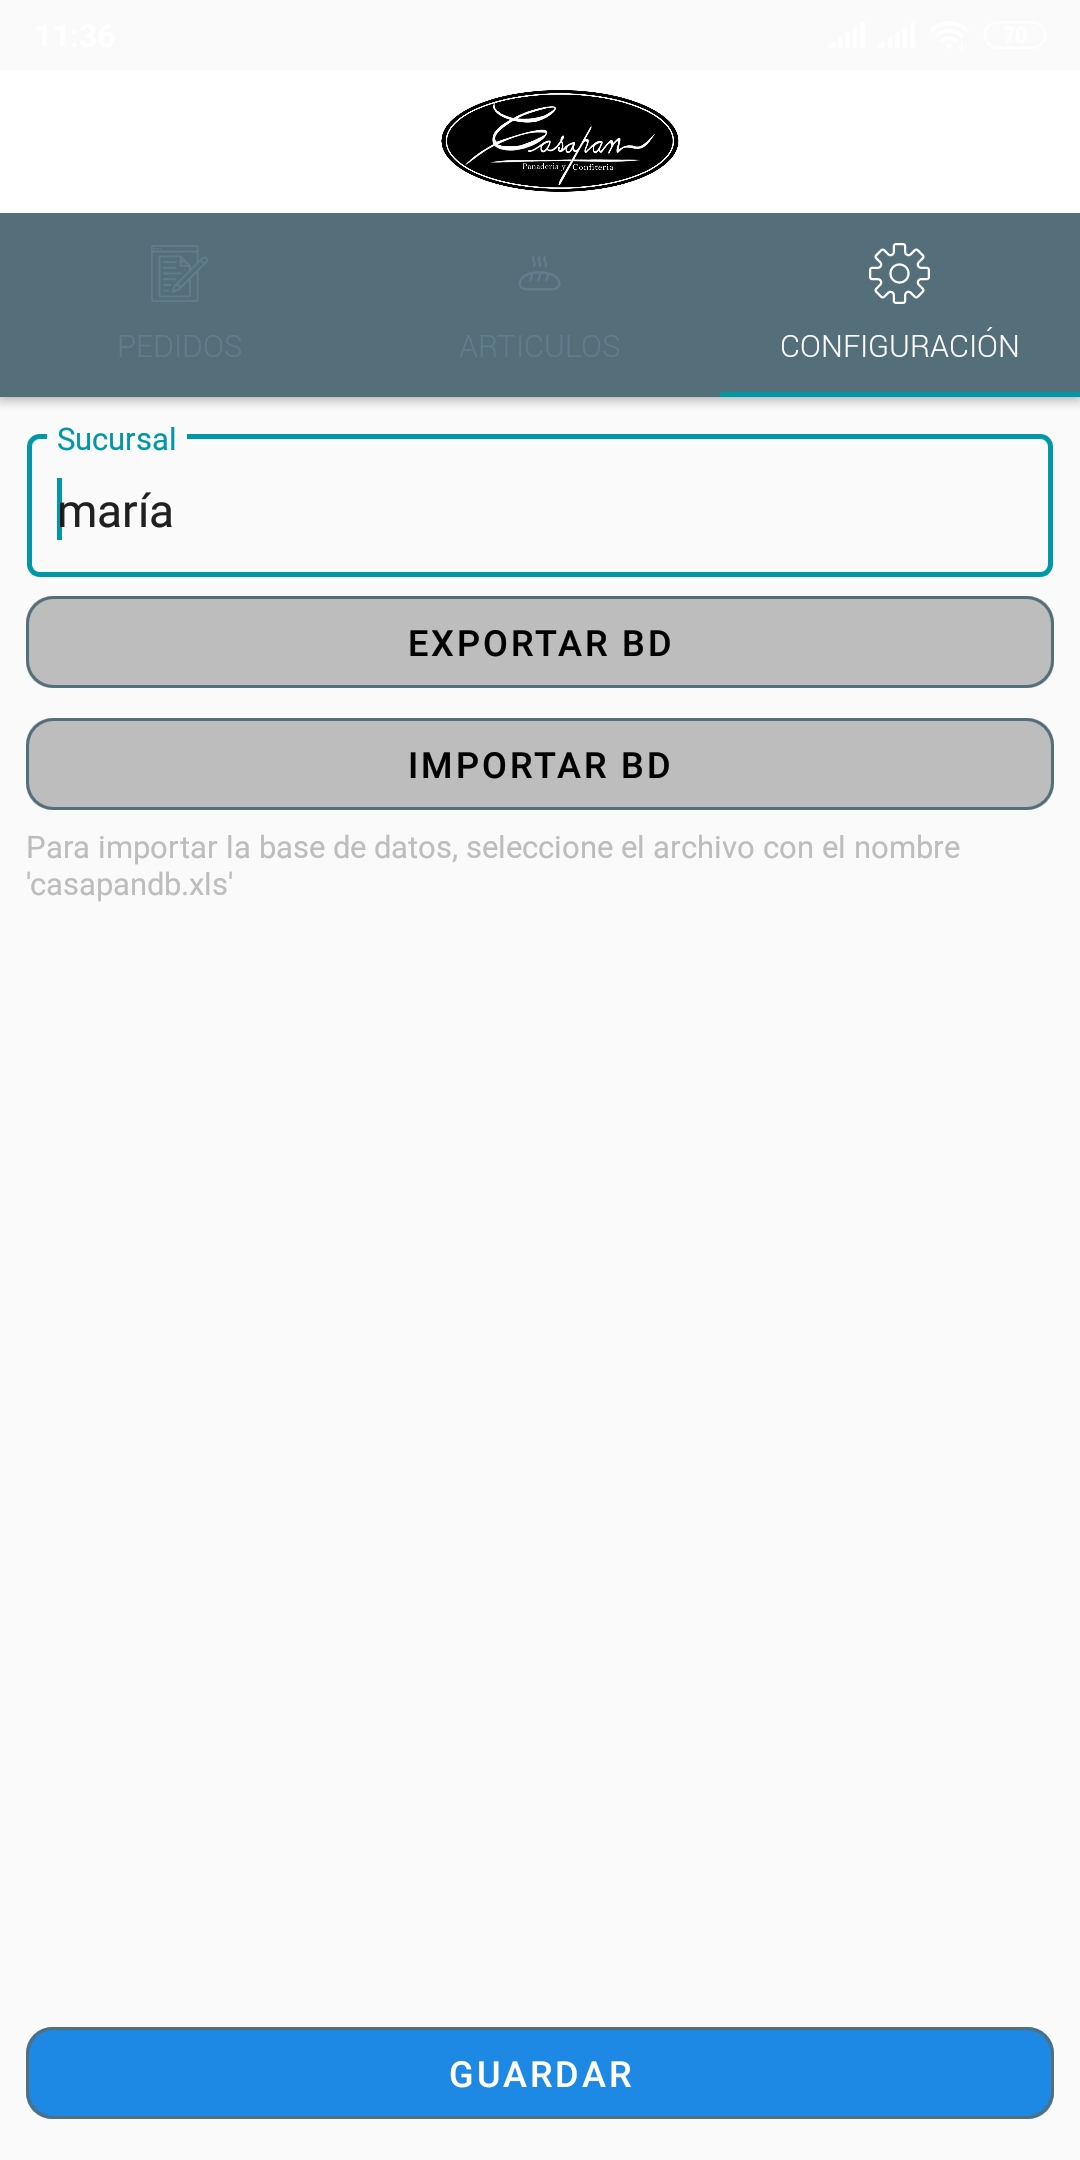 11:36
70
Casapan
Panadería y Confitería
PEDIDOS
ARTICULOS
CONFIGURACIÓN
Sucursal
maría
EXPORTAR BD
IMPORTAR BD
Para importar la base de datos, seleccione el archivo con el nombre
'casapandb.xls'
GUARDAR